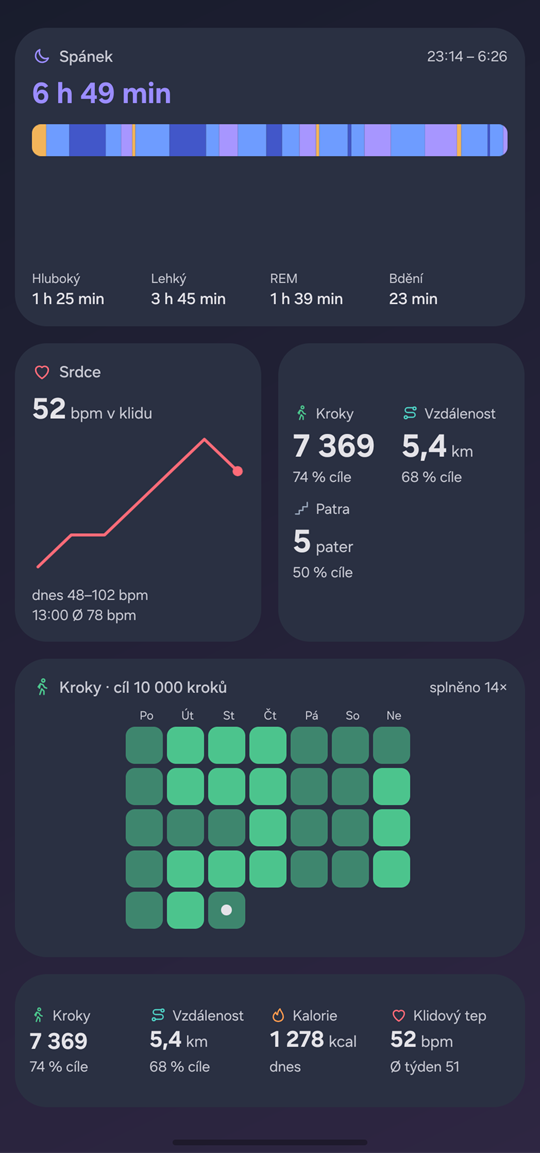 Spánek 23:14 – 6:26
6 h 49 min
Hluboký Lehký REM Bdění
1 h 25 min 3 h 45 min 1 h 39 min 23 min
Srdce
52 bpm v klidu
dnes 48–102 bpm
13:00 Ø 78 bpm
Kroky Vzdálenost
7 369 5,4 km
74 % cíle 68 % cíle
Patra
5 pater
50 % cíle
Kroky · cíl 10 000 kroků splněno 14×
Po Út St Čt Pá So Ne
Kroky Vzdálenost Kalorie Klidový tep
7 369 5,4 km 1 278 kcal 52 bpm
74 % cíle 68 % cíle dnes Ø týden 51